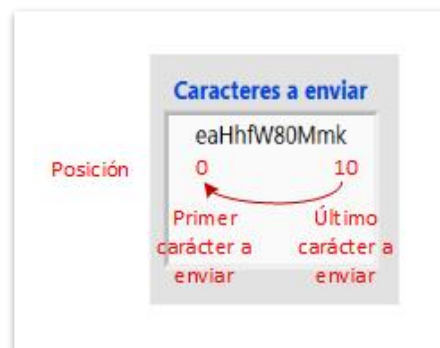 Caracteres a enviar
eaHhfW80Mmk
Posición 0 10
Primer carácter a enviar
Último carácter a enviar